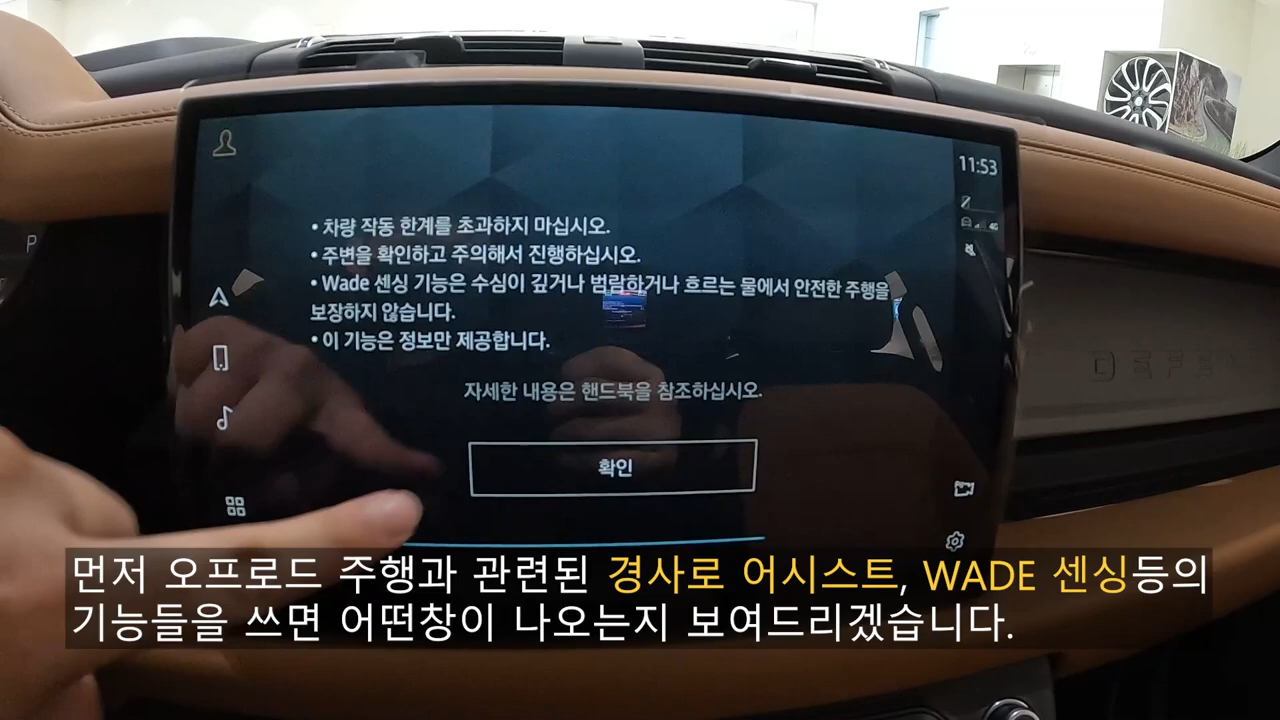 11:53
P
4G
• 차량 작동 한계를 초과하지 마십시오.
• 주변을 확인하고 주의해서 진행하십시오.
• Wade 센싱 기능은 수심이 깊거나 범람하거나 흐르는 물에서 안전한 주행을
보장하지 않습니다.
• 이 기능은 정보만 제공합니다.
자세한 내용은 핸드북을 참조하십시오.
확인
먼저 오프로드 주행과 관련된 경사로 어시스트, WADE 센싱등의
기능들을 쓰면 어떤창이 나오는지 보여드리겠습니다.